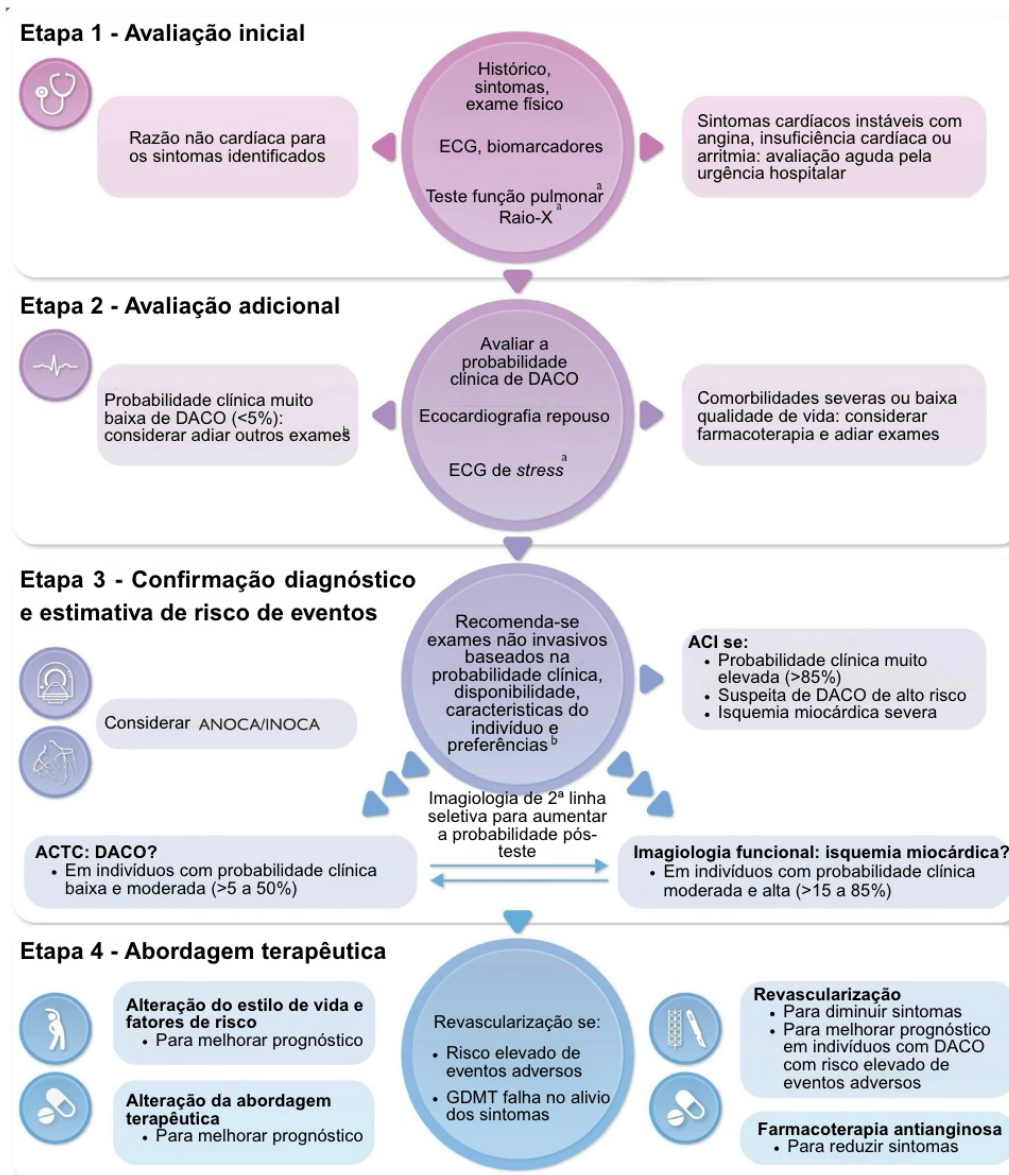 Etapa 1 - Avaliação inicial
Razão não cardíaca para
os sintomas identificados
Histórico,
sintomas,
exame físico
ECG, biomarcadores
Teste função pulmonar a
Raio-X a
Sintomas cardíacos instáveis com
angina, insuficiência cardíaca ou
arritmia: avaliação aguda pela
urgência hospitalar
Etapa 2 - Avaliação adicional
Probabilidade clínica muito
baixa de DACO (<5%):
considerar adiar outros exames b
Avaliar a
probabilidade
clínica de DACO
Ecocardiografia repouso
ECG de stress a
Comorbilidades severas ou baixa
qualidade de vida: considerar
farmacoterapia e adiar exames
Etapa 3 - Confirmação diagnóstico
e estimativa de risco de eventos
Considerar ANOCA/INOCA
Recomenda-se
exames não invasivos
baseados na
probabilidade clínica,
disponibilidade,
caracteristicas do
indivíduo e
preferências b
ACI se:
• Probabilidade clínica muito
elevada (>85%)
• Suspeita de DACO de alto risco
• Isquemia miocárdica severa
Imagiologia de 2ª linha
seletiva para aumentar
a probabilidade pós-
teste
ACTC: DACO?
• Em indivíduos com probabilidade clínica
baixa e moderada (>5 a 50%)
Imagiologia funcional: isquemia miocárdica?
• Em indivíduos com probabilidade clínica
moderada e alta (>15 a 85%)
Etapa 4 - Abordagem terapêutica
Alteração do estilo de vida e
fatores de risco
• Para melhorar prognóstico
Alteração da abordagem
terapêutica
• Para melhorar prognóstico
Revascularização se:
• Risco elevado de
eventos adversos
• GDMT falha no alivio
dos sintomas
Revascularização
• Para diminuir sintomas
• Para melhorar prognóstico
em indivíduos com DACO
com risco elevado de
eventos adversos
Farmacoterapia antianginosa
• Para reduzir sintomas